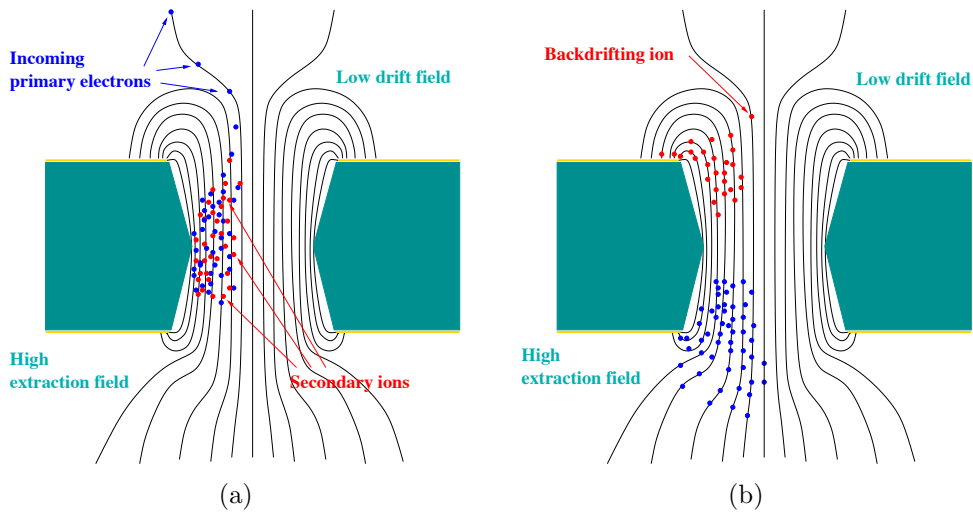 Incoming
primary electrons
Low drift field
High
extraction field
Secondary ions
(a)
Backdrifting ion
Low drift field
High
extraction field
(b)